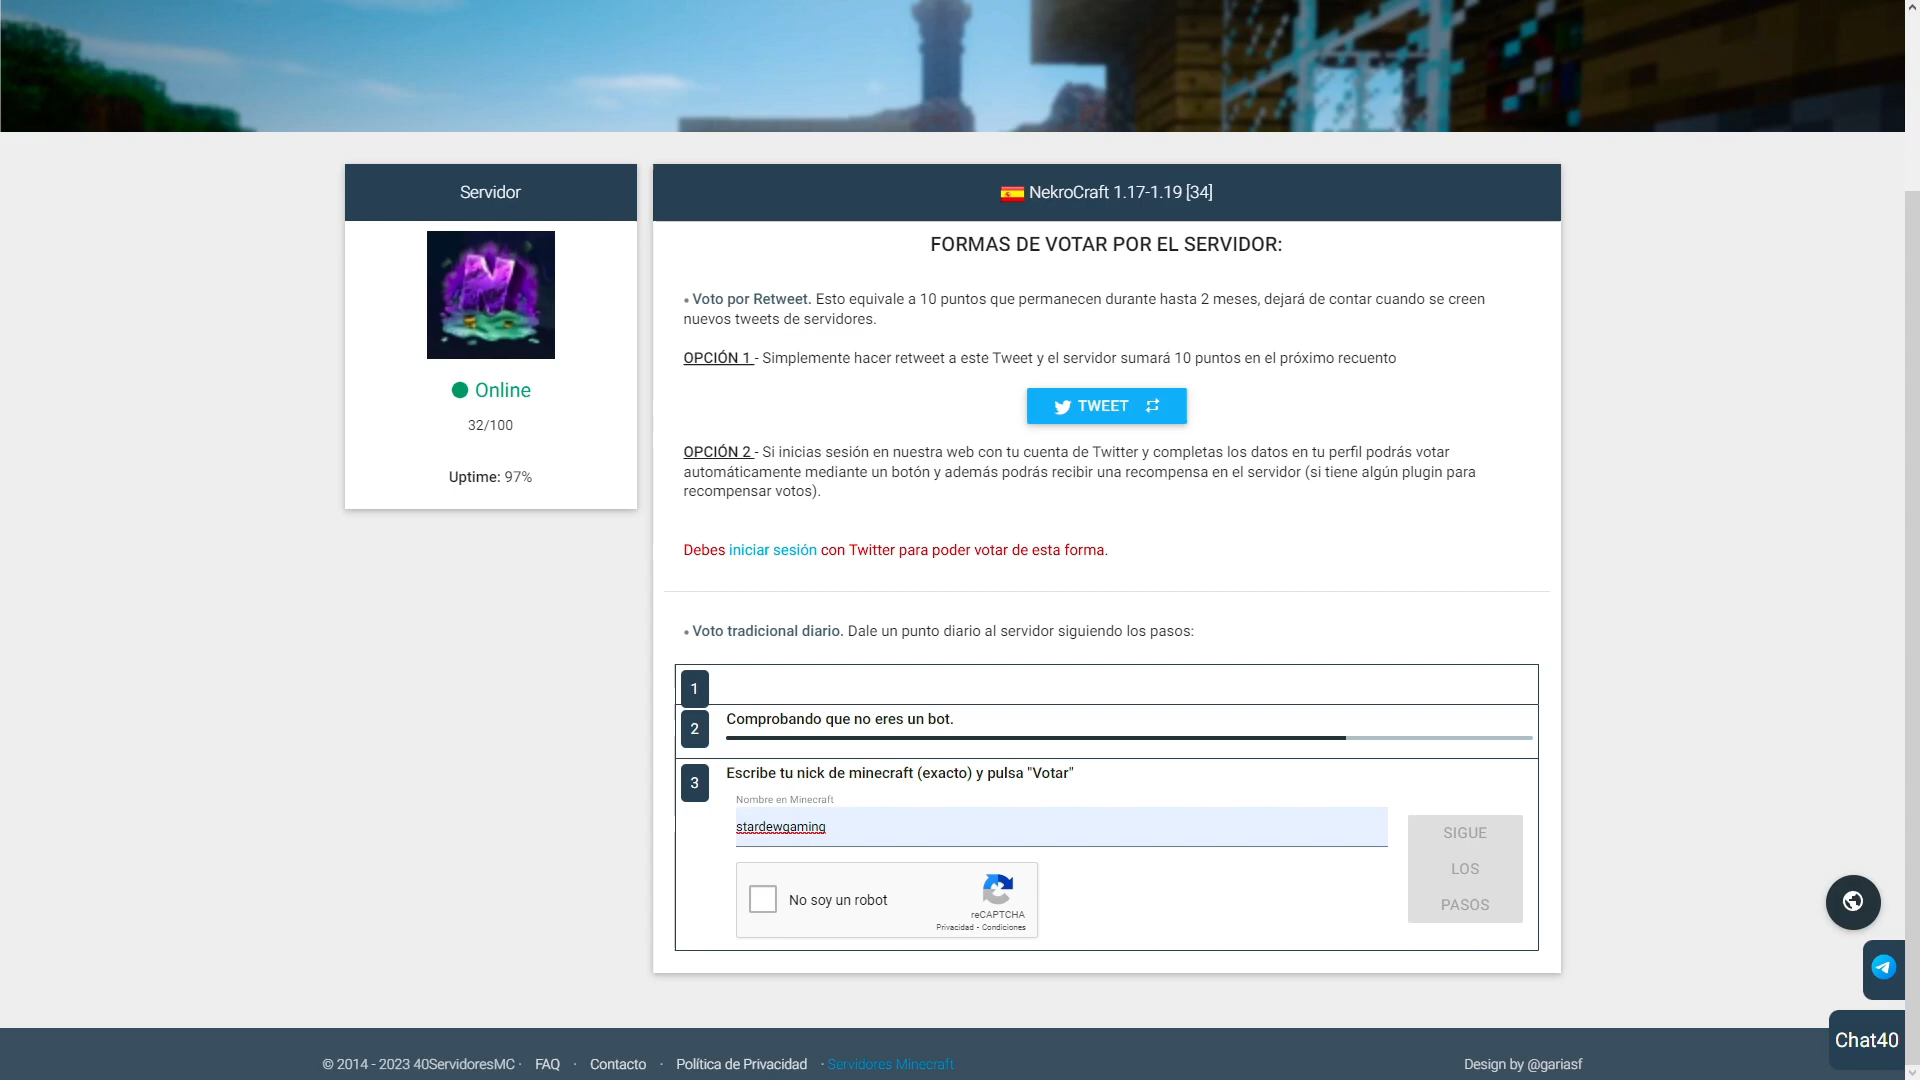 Servidor
Online
32/100
Uptime: 97%
NekroCraft 1.17-1.19 [34]
FORMAS DE VOTAR POR EL SERVIDOR:
• Voto por Retweet. Esto equivale a 10 puntos que permanecen durante hasta 2 meses, dejará de contar cuando se creen
nuevos tweets de servidores.
OPCIÓN 1 - Simplemente hacer retweet a este Tweet y el servidor sumará 10 puntos en el próximo recuento
TWEET
OPCIÓN 2 - Si inicias sesión en nuestra web con tu cuenta de Twitter y completas los datos en tu perfil podrás votar
automáticamente mediante un botón y además podrás recibir una recompensa en el servidor (si tiene algún plugin para
recompensar votos).
Debes iniciar sesión con Twitter para poder votar de esta forma.
• Voto tradicional diario. Dale un punto diario al servidor siguiendo los pasos:
1
2 Comprobando que no eres un bot.
3 Escribe tu nick de minecraft (exacto) y pulsa "Votar"
Nombre en Minecraft
stardewgaming
No soy un robot
reCAPTCHA
Privacidad - Condiciones
SIGUE
LOS
PASOS
Chat40
© 2014 - 2023 40ServidoresMC · FAQ · Contacto · Política de Privacidad · Servidores Minecraft
Design by @gariasf